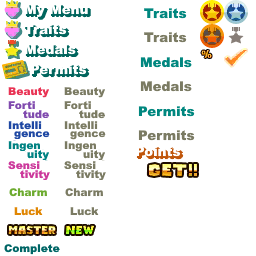 My Menu
Traits
Medals
Permits
Beauty Beauty
Forti Forti
tude tude
Intelli Intelli
gence gence
Ingen Ingen
uity uity
Sensi Sensi
tivity tivity
Charm Charm
Luck Luck
MASTER NEW
Complete
Traits
Traits
%
Medals
Medals
Permits
Permits
Points
GET!!